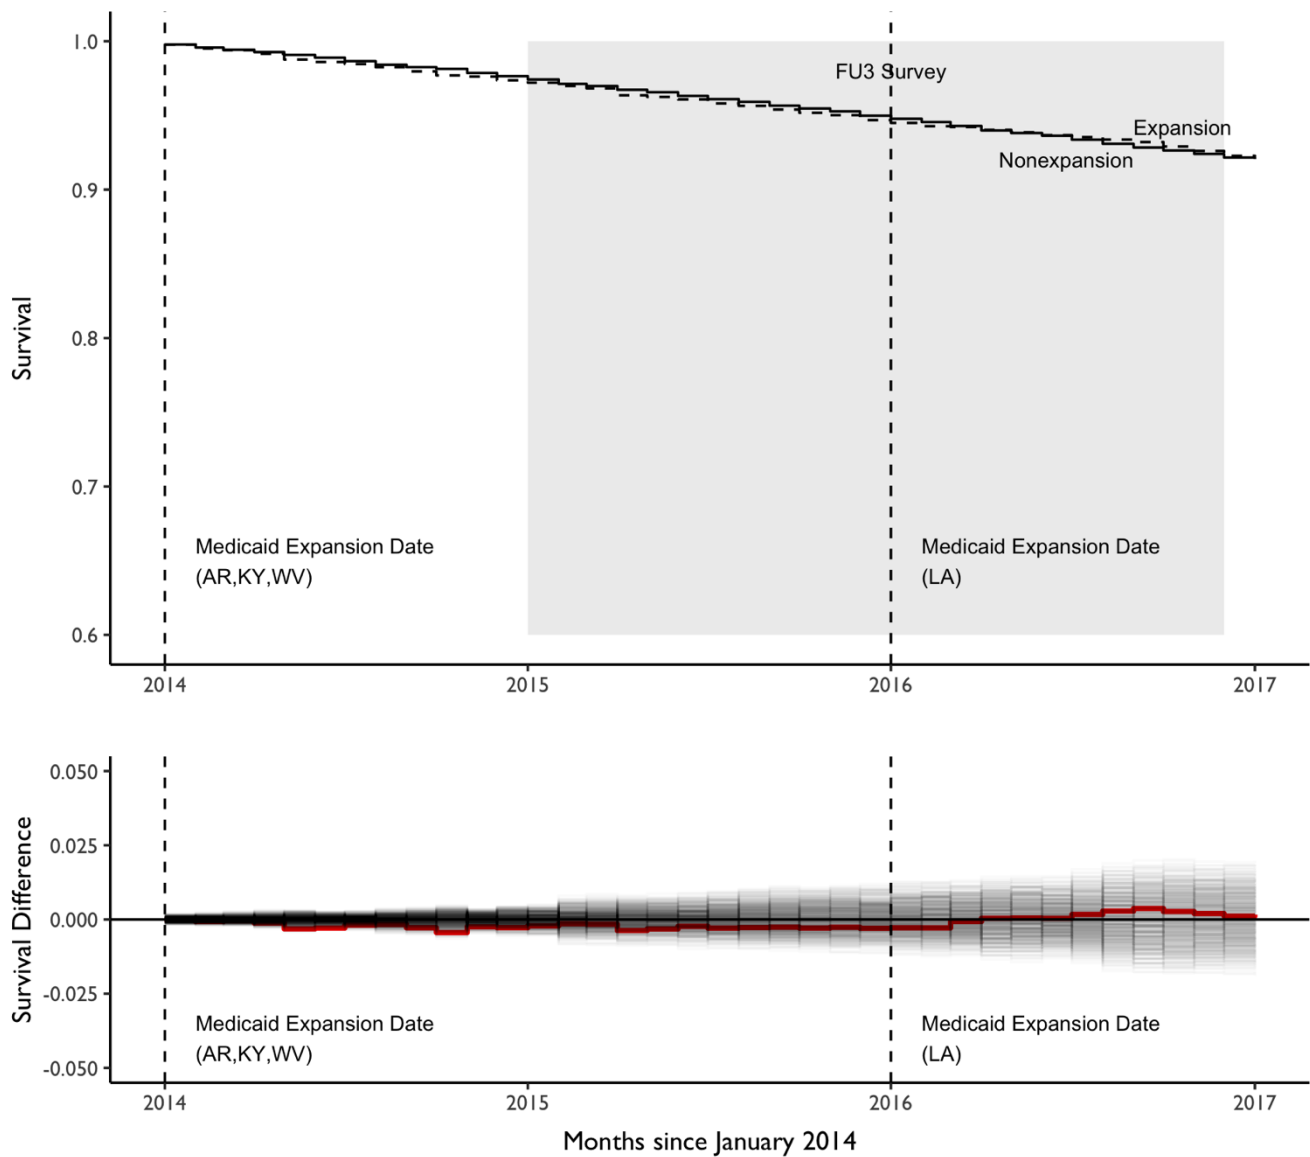 1.0
FU3 Survey
Expansion
Nonexpansion
0.9
Survival
0.8
0.7
Medicaid Expansion Date
(AR,KY,WV)
Medicaid Expansion Date
(LA)
0.6
2014
2015
2016
2017
0.050
0.025
Survival Difference
0.000
-0.025
Medicaid Expansion Date
(AR,KY,WV)
Medicaid Expansion Date
(LA)
-0.050
2014
2015
2016
2017
Months since January 2014